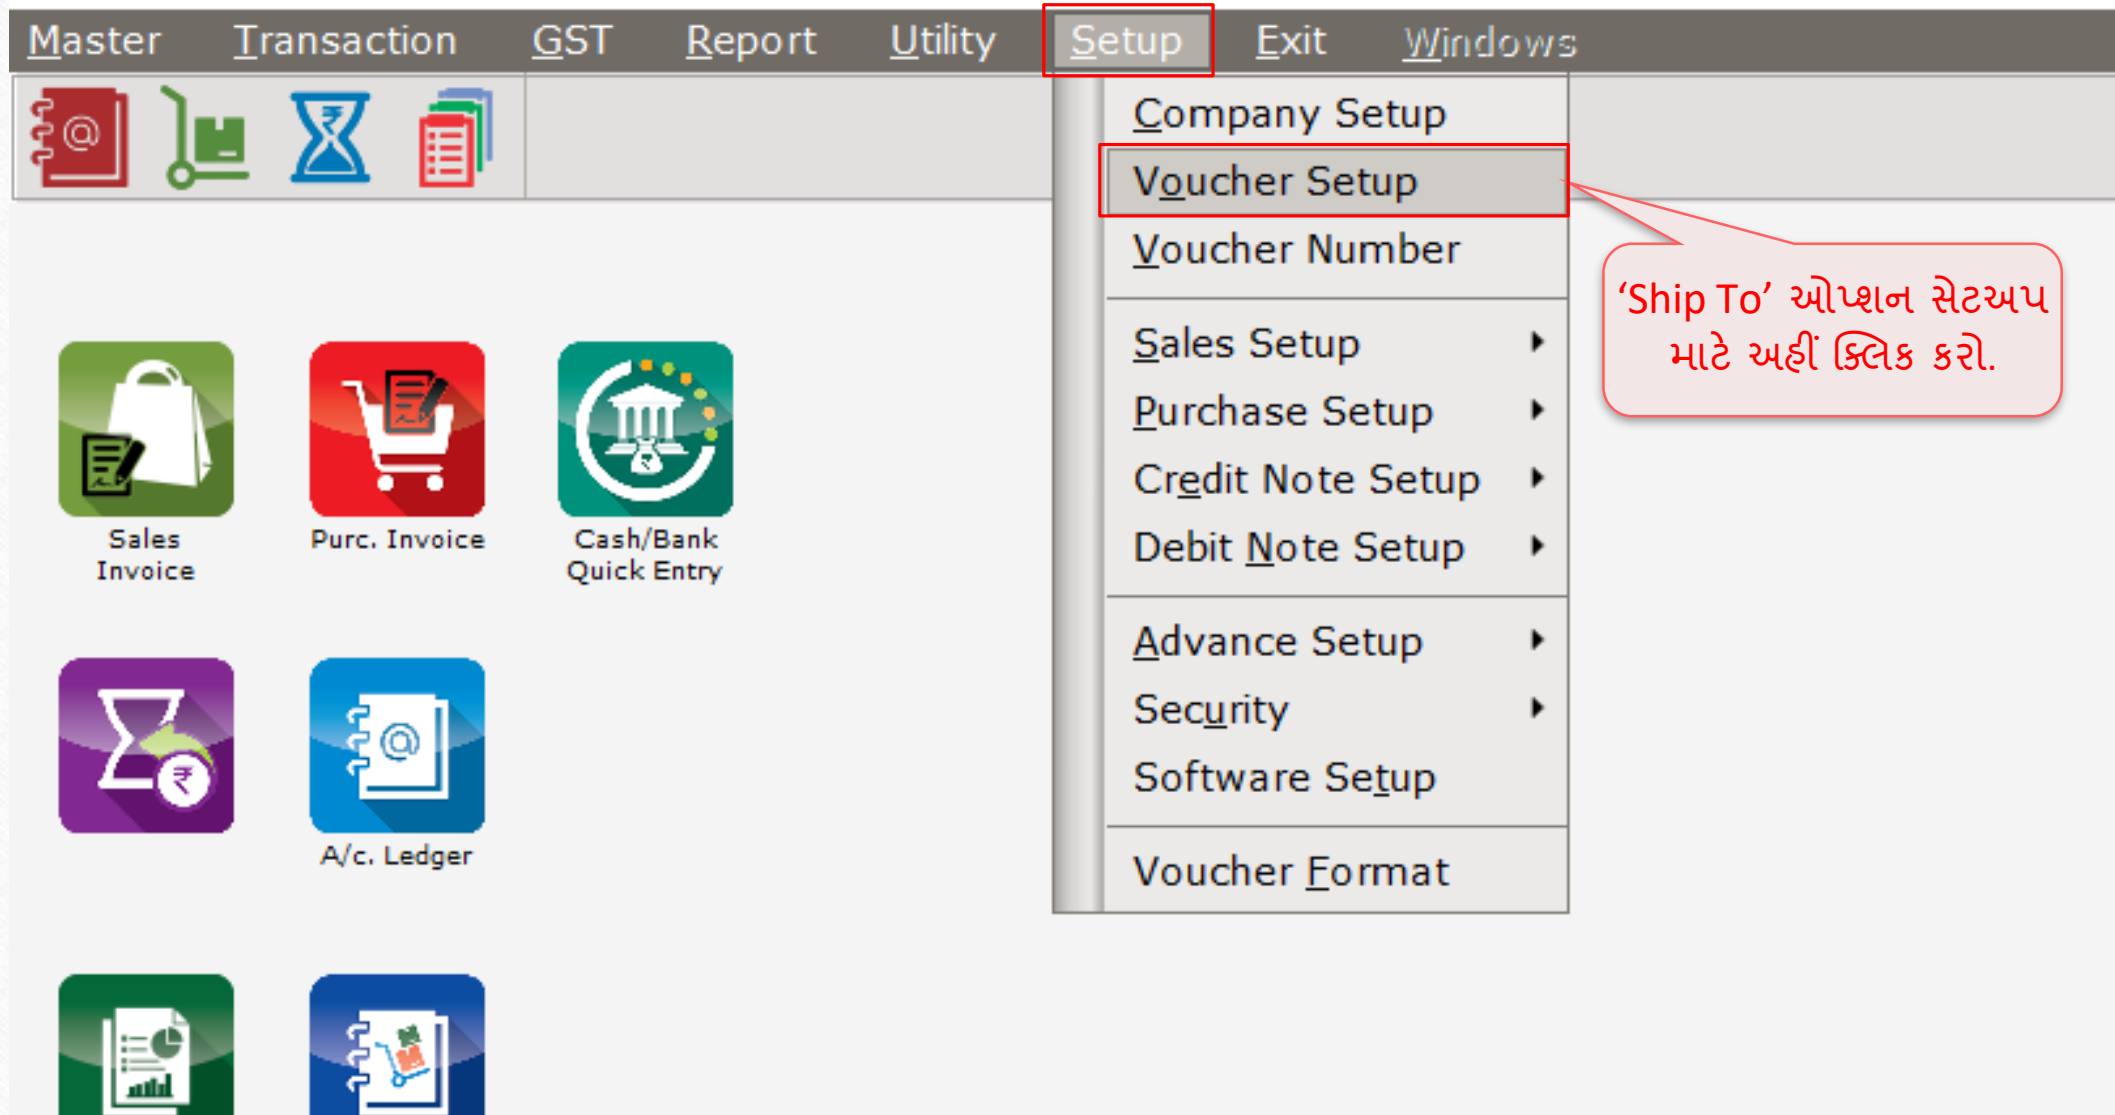 Master Transaction GST Report Utility Setup Exit Windows
Company Setup
Voucher Setup
Voucher Number
‘Ship To’ ઓપ્શન સેટઅપ
માટે અહીં ક્લિક કરો.
Sales Setup
Purchase Setup
Credit Note Setup
Debit Note Setup
Advance Setup
Security
Software Setup
Voucher Format
Sales
Invoice
Purc. Invoice
Cash/Bank
Quick Entry
A/c. Ledger